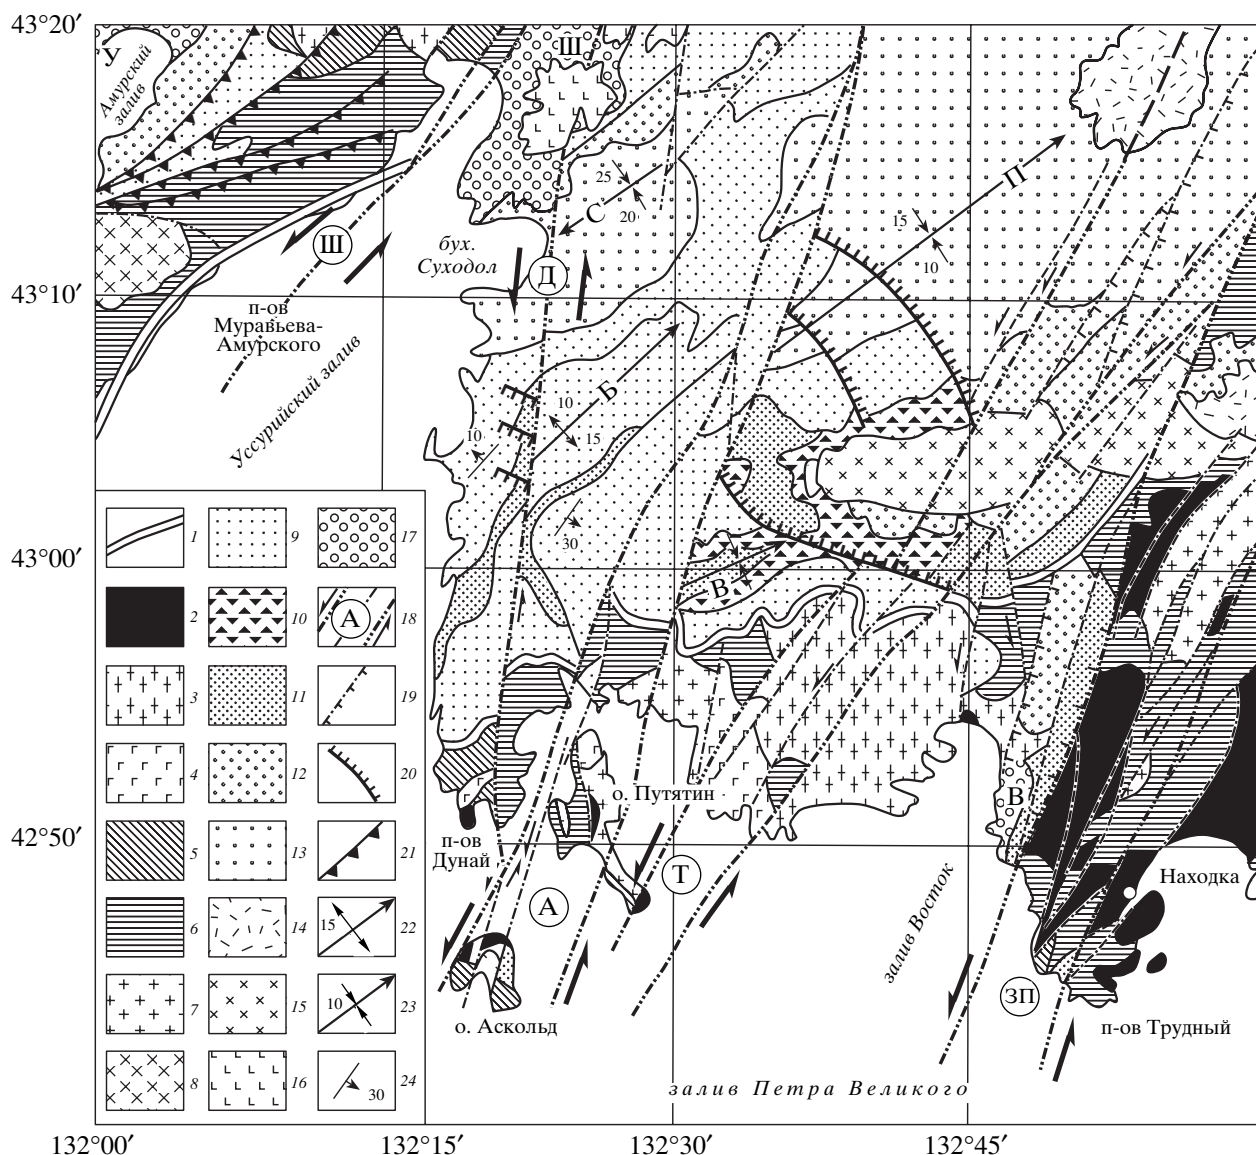 43°20′
43°10′
43°00′
42°50′
132°00′
132°15′
132°30′
132°45′
У
Амурский
залив
Ш
Ш
25
20
С
бух.
Суходол
Д
П
15
10
п-ов
Муравьева-
Амурского
Уссурийский залив
Б
10
15
10
30
В
В
о. Путятин
п-ов
Дунай
Т
А
залив Восток
Находка
ЗП
о. Аскольд
п-ов Трудный
залив Петра Великого
1
9
17
2
10
А
18
3
11
19
4
12
20
5
13
21
6
14
15
22
7
15
10
23
8
16
30
24